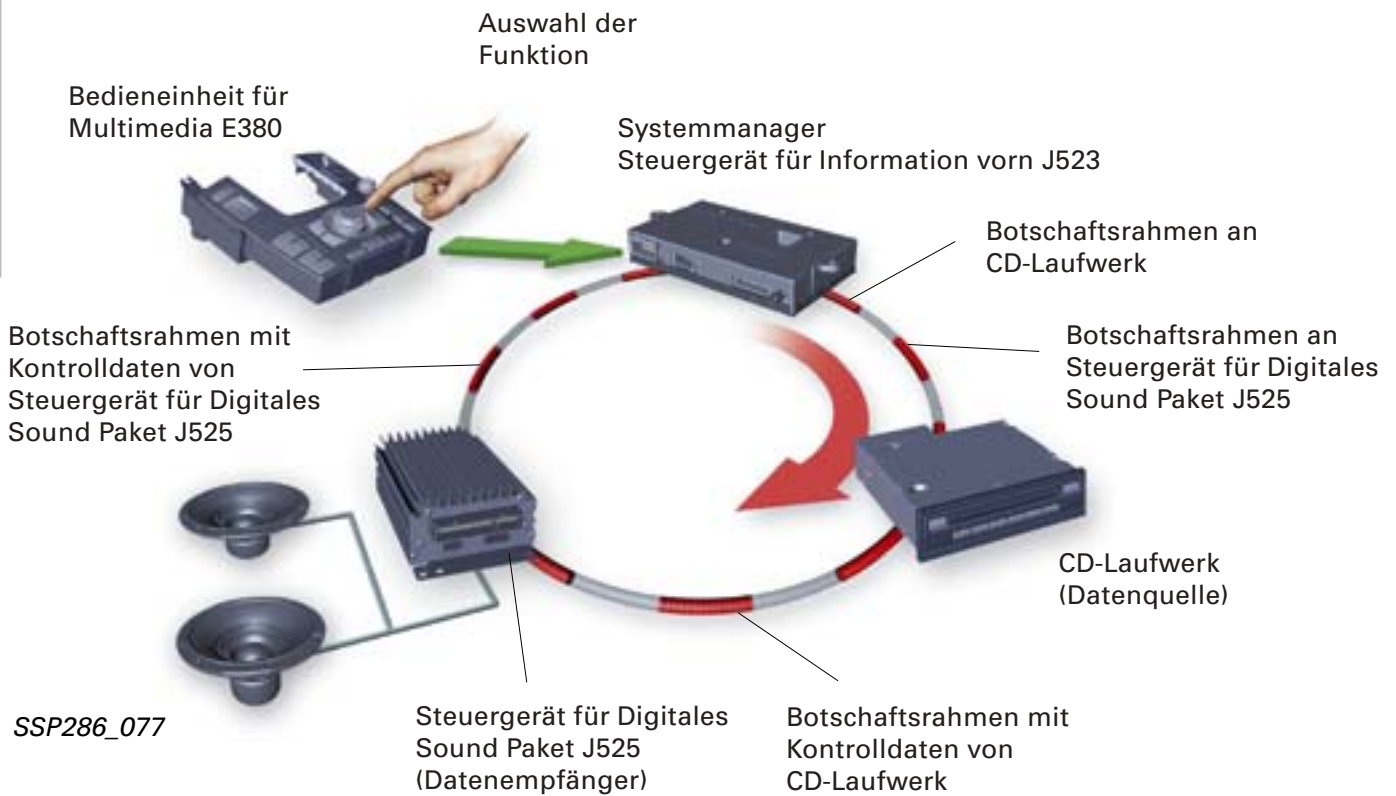 Auswahl der
Funktion
Bedieneinheit für
Multimedia E380
Systemmanager
Steuergerät für Information vorn J523
Botschaftsrahmen an
CD-Laufwerk
Botschaftsrahmen mit
Kontrolldaten von
Steuergerät für Digitales
Sound Paket J525
Botschaftsrahmen an
Steuergerät für Digitales
Sound Paket J525
CD-Laufwerk
(Datenquelle)
SSP286_077
Steuergerät für Digitales
Sound Paket J525
(Datenempfänger)
Botschaftsrahmen mit
Kontrolldaten von
CD-Laufwerk